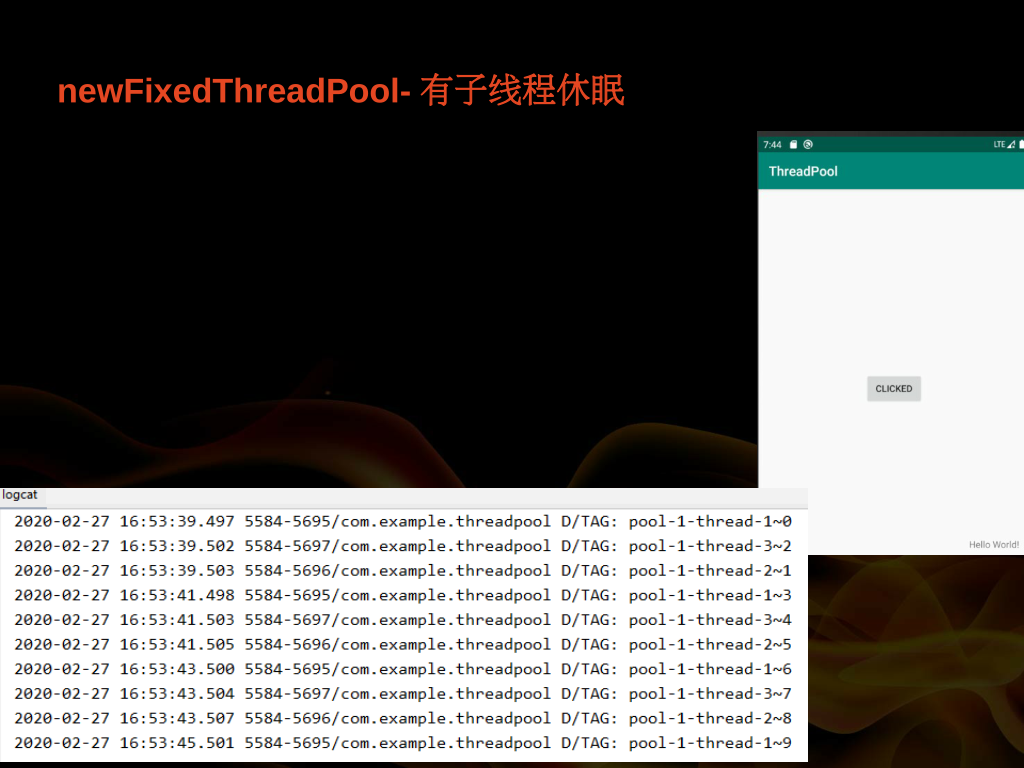 newFixedThreadPool- 有子线程休眠
7:44 LTE
ThreadPool
CLICKED
Hello World!
logcat
2020-02-27 16:53:39.497 5584-5695/com.example.threadpool D/TAG: pool-1-thread-1~0
2020-02-27 16:53:39.502 5584-5697/com.example.threadpool D/TAG: pool-1-thread-3~2
2020-02-27 16:53:39.503 5584-5696/com.example.threadpool D/TAG: pool-1-thread-2~1
2020-02-27 16:53:41.498 5584-5695/com.example.threadpool D/TAG: pool-1-thread-1~3
2020-02-27 16:53:41.503 5584-5697/com.example.threadpool D/TAG: pool-1-thread-3~4
2020-02-27 16:53:41.505 5584-5696/com.example.threadpool D/TAG: pool-1-thread-2~5
2020-02-27 16:53:43.500 5584-5695/com.example.threadpool D/TAG: pool-1-thread-1~6
2020-02-27 16:53:43.504 5584-5697/com.example.threadpool D/TAG: pool-1-thread-3~7
2020-02-27 16:53:43.507 5584-5696/com.example.threadpool D/TAG: pool-1-thread-2~8
2020-02-27 16:53:45.501 5584-5695/com.example.threadpool D/TAG: pool-1-thread-1~9